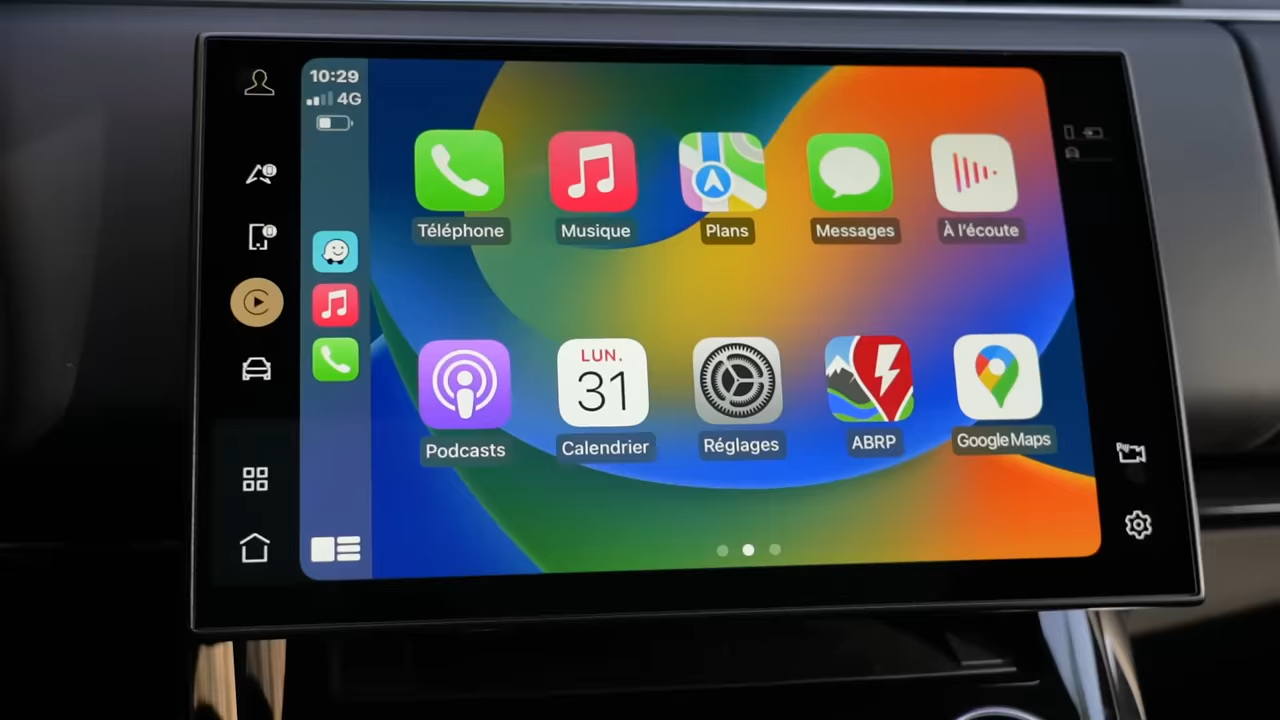 10:29
4G
Téléphone
Musique
Plans
Messages
À l'écoute
LUN.
31
Podcasts
Calendrier
Réglages
ABRP
Google Maps